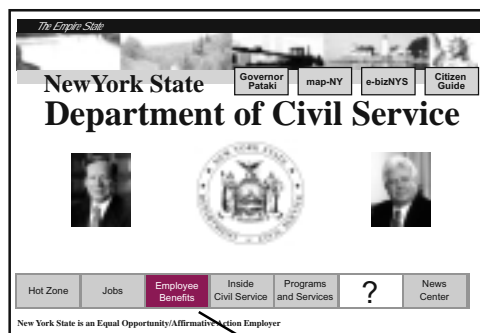 The Empire State
NewYork State
Governor Pataki
map-NY
e-bizNYS
Citizen Guide
Department of Civil Service
Hot Zone
Jobs
Employee Benefits
Inside Civil Service
Programs and Services
?
News Center
New York State is an Equal Opportunity/Affirmative Action Employer